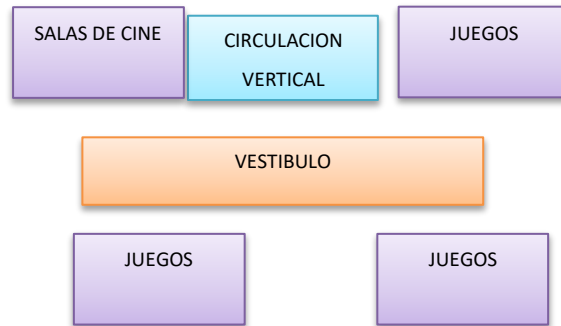 SALAS DE CINE
CIRCULACION
VERTICAL
JUEGOS
VESTIBULO
JUEGOS
JUEGOS